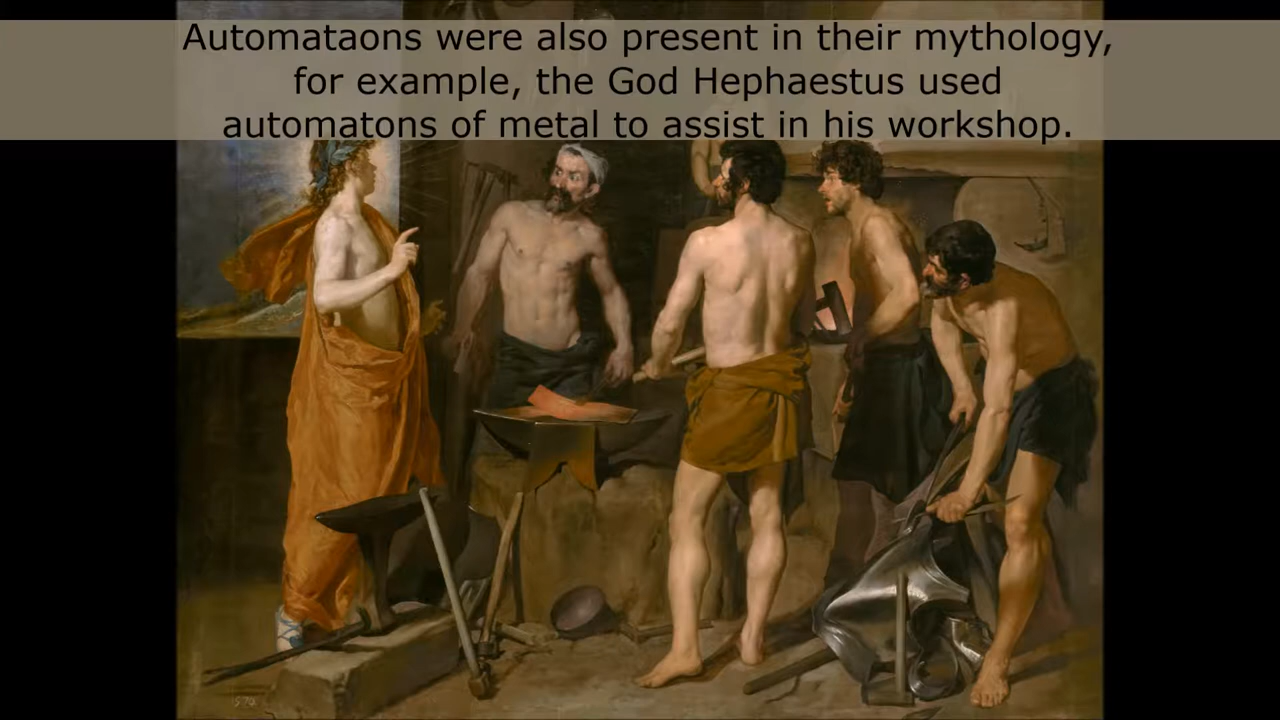 Automataons were also present in their mythology,
for example, the God Hephaestus used
automatons of metal to assist in his workshop.